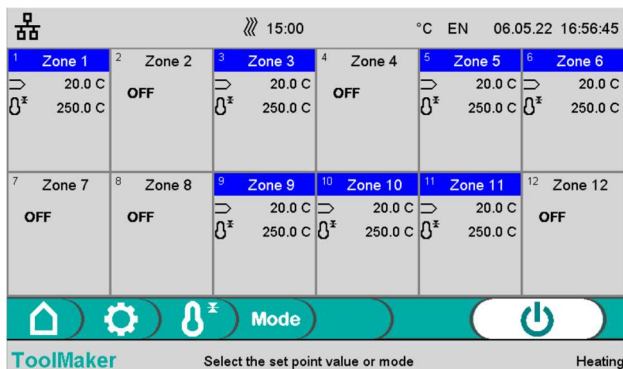 15:00 °C EN 06.05.22 16:56:45
1 Zone 1 2 Zone 2 3 Zone 3 4 Zone 4 5 Zone 5 6 Zone 6
20.0 C OFF 20.0 C OFF 20.0 C 20.0 C
250.0 C 250.0 C 250.0 C 250.0 C
7 Zone 7 8 Zone 8 9 Zone 9 10 Zone 10 11 Zone 11 12 Zone 12
OFF OFF 20.0 C 20.0 C 20.0 C OFF
250.0 C 250.0 C 250.0 C
Mode
ToolMaker Select the set point value or mode Heating